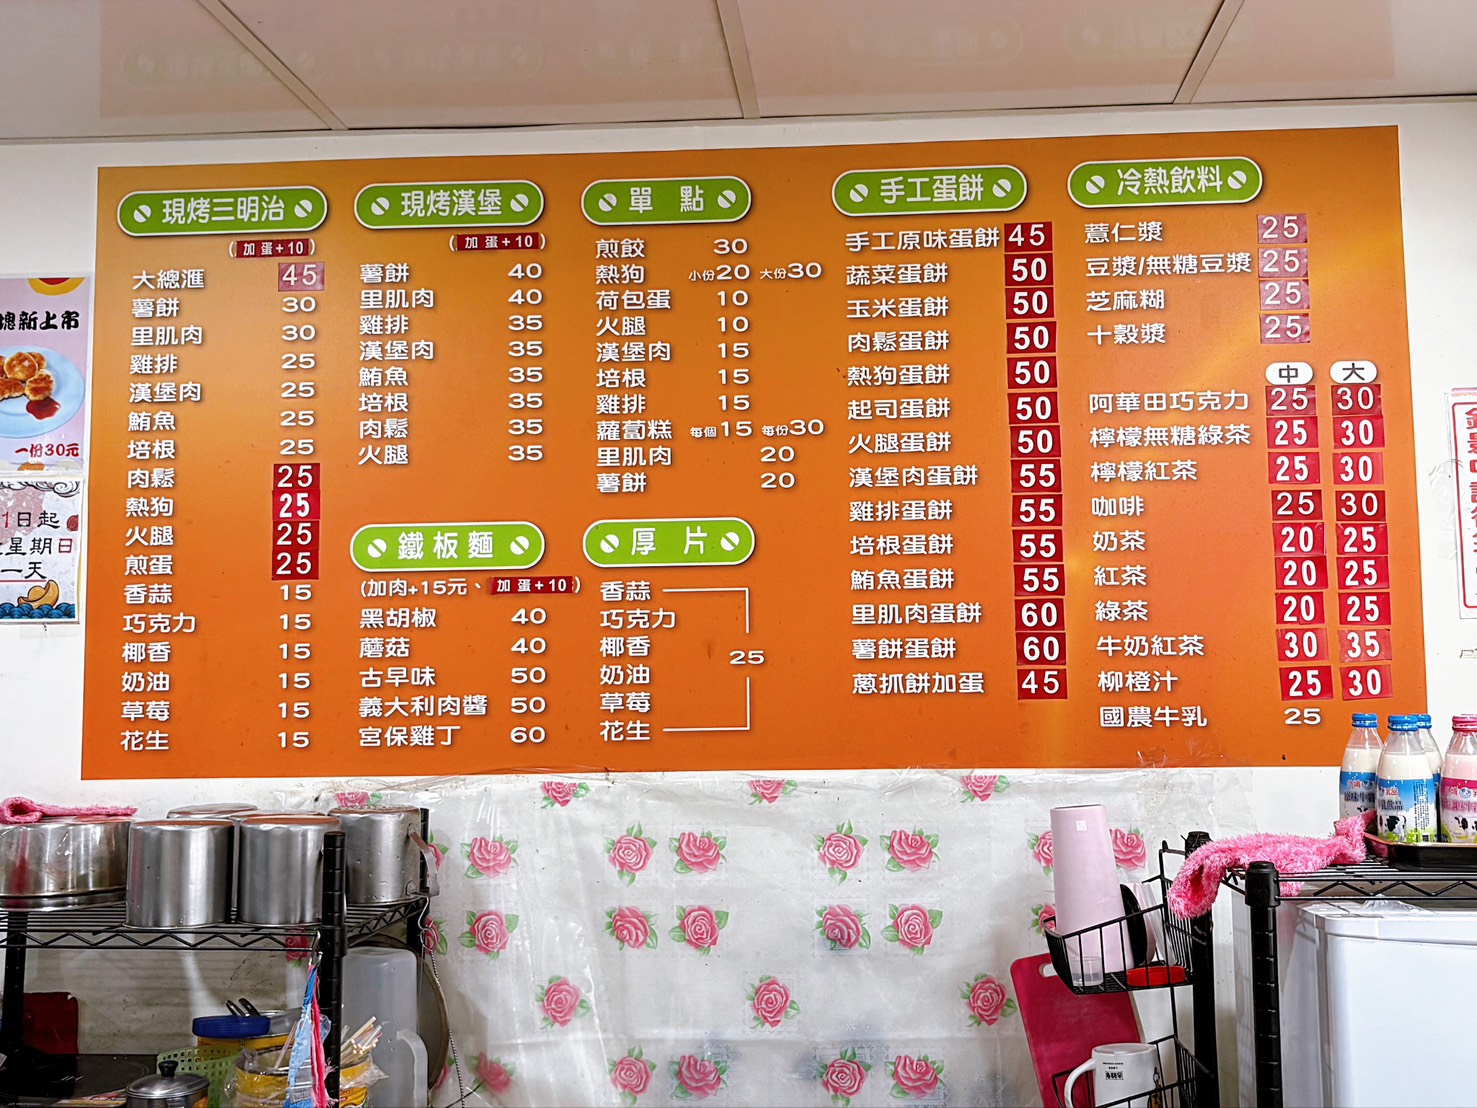 現烤三明治
(加蛋+10)
大總滙 45
薯餅 30
里肌肉 30
雞排 25
漢堡肉 25
鮪魚 25
培根 25
肉鬆 25
熱狗 25
火腿 25
煎蛋 25
香蒜 15
巧克力 15
椰香 15
奶油 15
草莓 15
花生 15
現烤漢堡
(加蛋+10)
薯餅 40
里肌肉 40
雞排 35
漢堡肉 35
鮪魚 35
培根 35
肉鬆 35
火腿 35
鐵板麵
(加肉+15元、加蛋+10)
黑胡椒 40
蘑菇 40
古早味 50
義大利肉醬 50
宮保雞丁 60
單點
煎餃 30
熱狗 小份20 大份30
荷包蛋 10
火腿 10
漢堡肉 15
培根 15
雞排 15
蘿蔔糕 每個15 每份30
里肌肉 20
薯餅 20
厚片
香蒜
巧克力
椰香
奶油
草莓
花生
25
手工蛋餅
手工原味蛋餅 45
蔬菜蛋餅 50
玉米蛋餅 50
肉鬆蛋餅 50
熱狗蛋餅 50
起司蛋餅 50
火腿蛋餅 50
漢堡肉蛋餅 55
雞排蛋餅 55
培根蛋餅 55
鮪魚蛋餅 55
里肌肉蛋餅 60
薯餅蛋餅 60
蔥抓餅加蛋 45
冷熱飲料
薏仁漿 25
豆漿/無糖豆漿 25
芝麻糊 25
十穀漿 25
中 大
阿華田巧克力 25 30
檸檬無糖綠茶 25 30
檸檬紅茶 25 30
咖啡 25 30
奶茶 20 25
紅茶 20 25
綠茶 20 25
牛奶紅茶 30 35
柳橙汁 25 30
國農牛乳 25
新上市
一份30元
1日起
星期日
一天